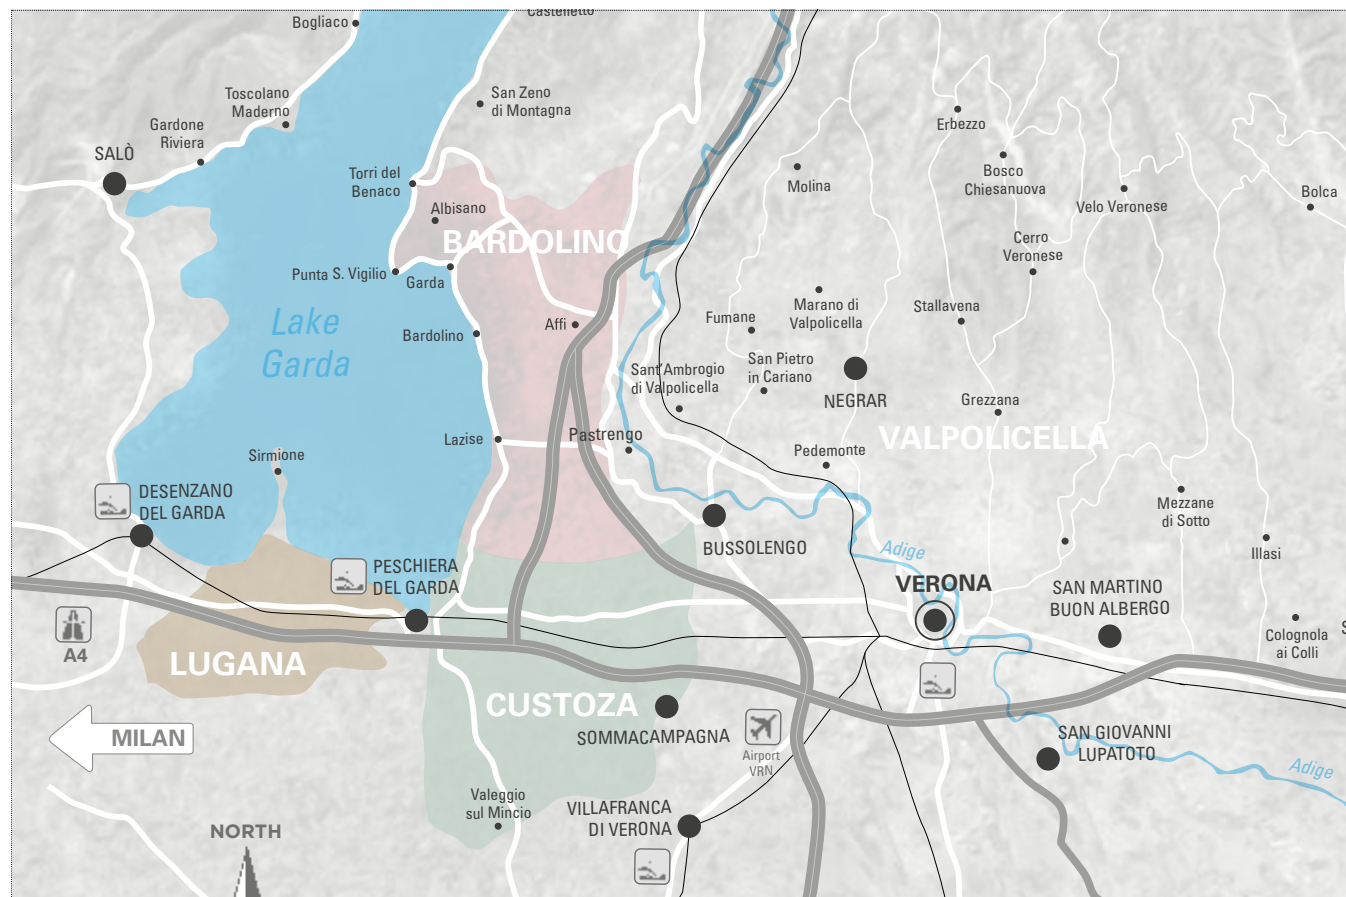 Castelletto
Bogliaco
San Zeno
di Montagna
Toscolano
Maderno
Gardone
Riviera
SALÒ
Erbezzo
Bosco
Chiesanuova
Molina
Velo Veronese
Bolca
Torri del
Benaco
Albisano
BARDOLINO
Cerro
Veronese
Punta S. Vigilio
Garda
Lake
Garda
Bardolino
Affi
Fumane
Marano di
Valpolicella
Stallavena
Sant'Ambrogio
di Valpolicella
San Pietro
in Cariano
NEGRAR
Grezzana
VALPOLICELLA
Lazise
Pastrengo
Pedemonte
Sirmione
DESENZANO
DEL GARDA
Mezzane
di Sotto
BUSSOLENGO
Adige
Illasi
PESCHIERA
DEL GARDA
VERONA
SAN MARTINO
BUON ALBERGO
Colognola
ai Colli
A4
LUGANA
CUSTOZA
SOMMACAMPAGNA
MILAN
Airport
VRN
SAN GIOVANNI
LUPATOTO
Adige
Valeggio
sul Mincio
VILLAFRANCA
DI VERONA
NORTH